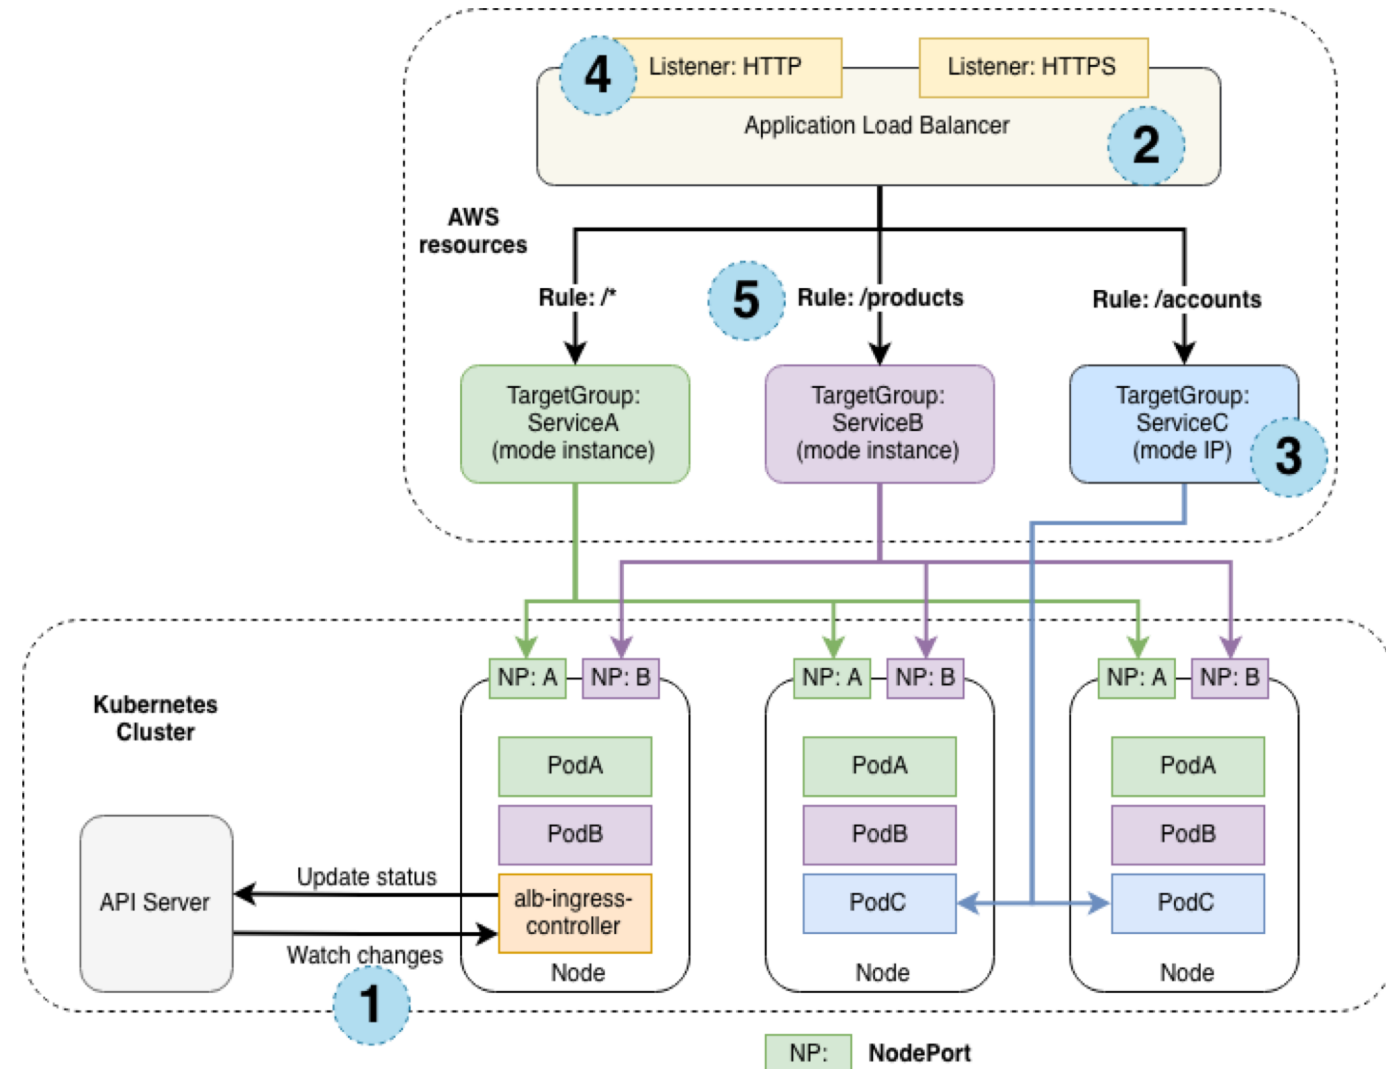 4
Listener: HTTP
Listener: HTTPS
Application Load Balancer
2
AWS
resources
Rule: /*
5
Rule: /products
Rule: /accounts
TargetGroup:
ServiceA
(mode instance)
TargetGroup:
ServiceB
(mode instance)
TargetGroup:
ServiceC
(mode IP)
3
Kubernetes
Cluster
NP: A
NP: B
NP: A
NP: B
NP: A
NP: B
PodA
PodA
PodA
PodB
PodB
PodB
API Server
Update status
Watch changes
alb-ingress-
controller
PodC
PodC
Node
Node
Node
1
NP:
NodePort